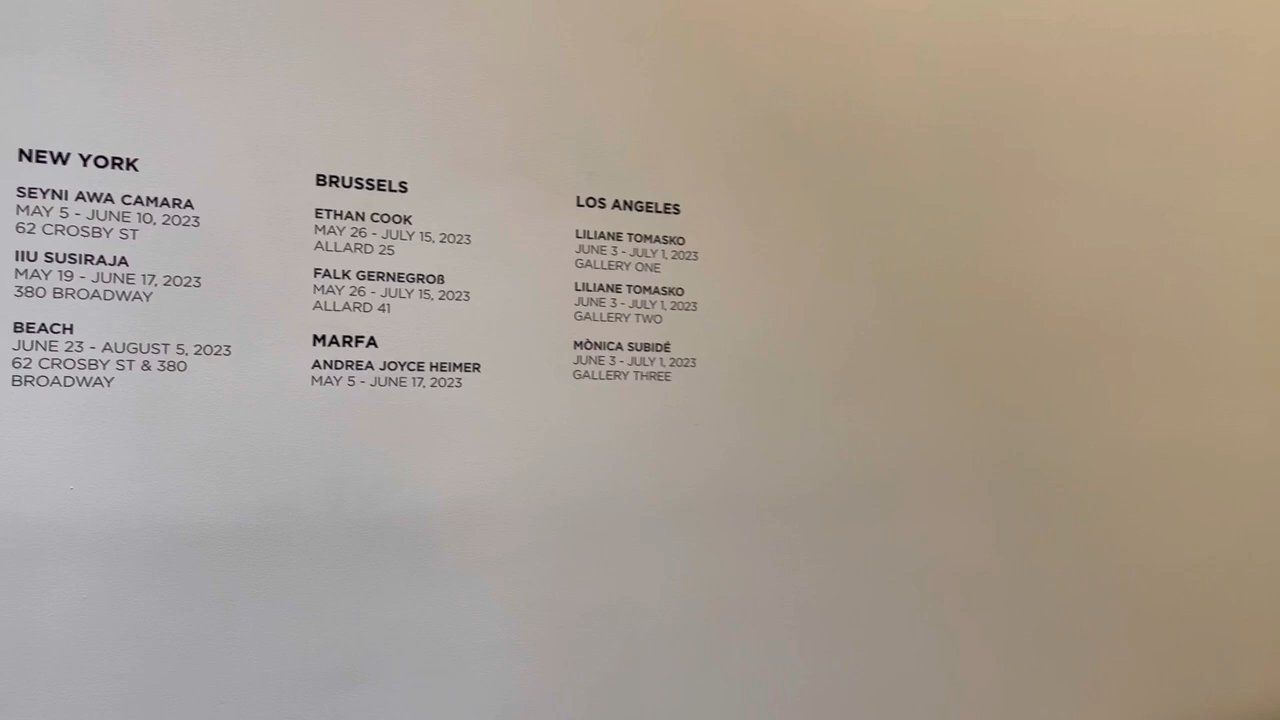 NEW YORK
SEYNI AWA CAMARA
MAY 5 - JUNE 10, 2023
62 CROSBY ST
IIU SUSIRAJA
MAY 19 - JUNE 17, 2023
380 BROADWAY
BEACH
JUNE 23 - AUGUST 5, 2023
62 CROSBY ST & 380
BROADWAY
BRUSSELS
ETHAN COOK
MAY 26 - JULY 15, 2023
ALLARD 25
FALK GERNEGROß
MAY 26 - JULY 15, 2023
ALLARD 41
MARFA
ANDREA JOYCE HEIMER
MAY 5 - JUNE 17, 2023
LOS ANGELES
LILIANE TOMASKO
JUNE 3 - JULY 1, 2023
GALLERY ONE
LILIANE TOMASKO
JUNE 3 - JULY 1, 2023
GALLERY TWO
MÒNICA SUBIDÉ
JUNE 3 - JULY 1, 2023
GALLERY THREE